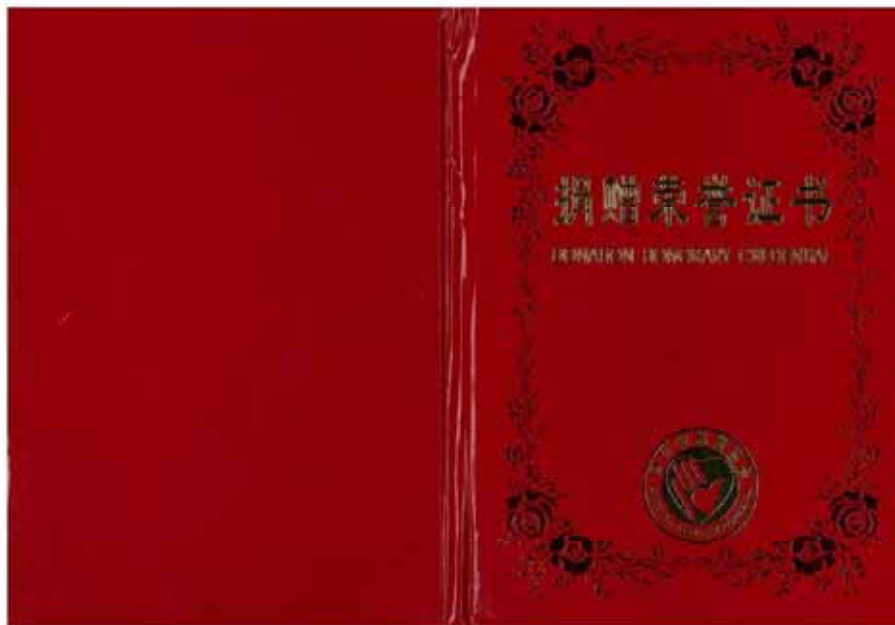 捐赠荣誉证书
DONATION HONORARY CREDENTIAL